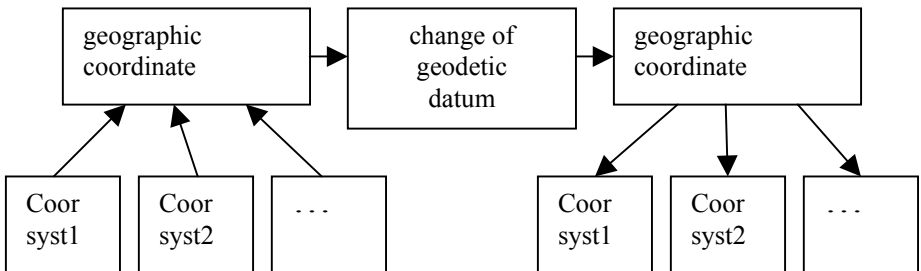 geographic
coordinate
change of
geodetic
datum
geographic
coordinate
Coor
syst1
Coor
syst2
...
Coor
syst1
Coor
syst2
...